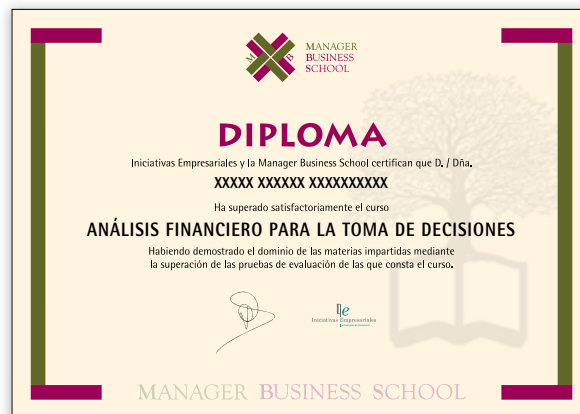 M B
MANAGER
BUSINESS
SCHOOL
DIPLOMA
Iniciativas Empresariales y la Manager Business School certifican que D. / Dña.
XXXXX XXXXXX XXXXXXXXXX
Ha superado satisfactoriamente el curso
ANÁLISIS FINANCIERO PARA LA TOMA DE DECISIONES
Habiendo demostrado el dominio de las materias impartidas mediante
la superación de las pruebas de evaluación de las que consta el curso.
Ie
Iniciativas Empresariales
MANAGER BUSINESS SCHOOL